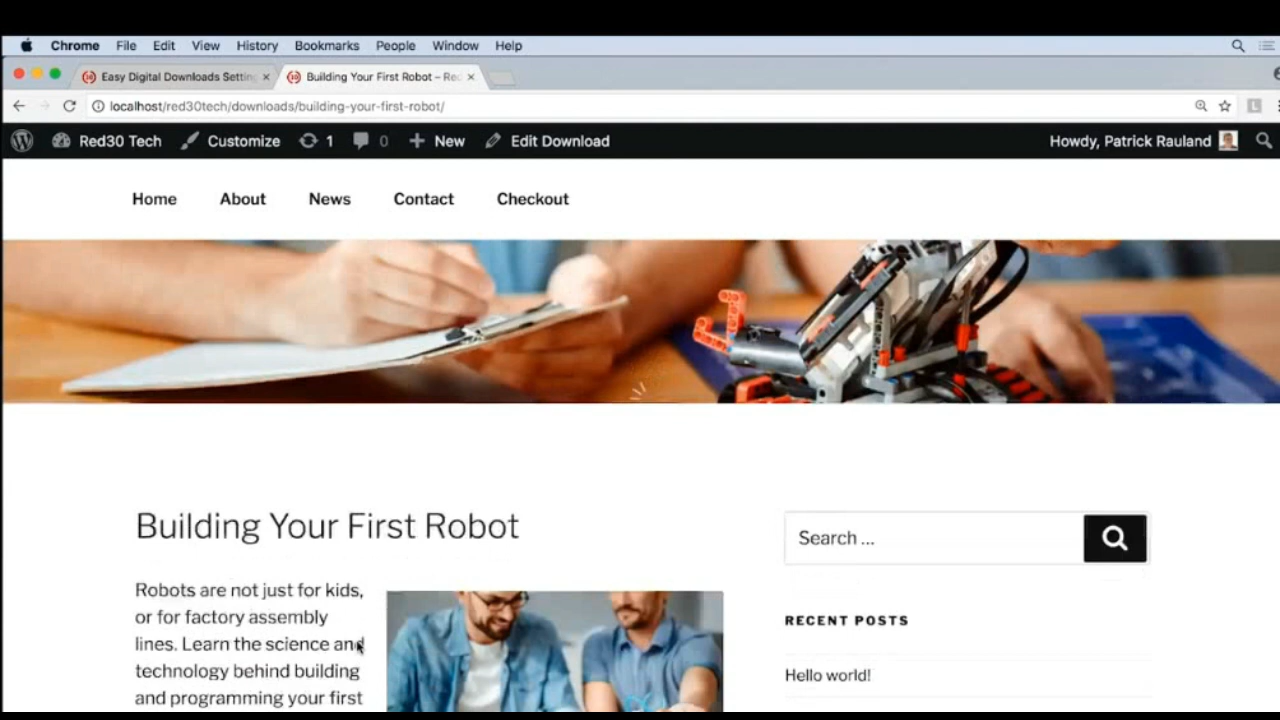 Chrome File Edit View History Bookmarks People Window Help
Easy Digital Downloads Settin × Building Your First Robot – Rec ×
localhost/red30tech/downloads/building-your-first-robot/ L
Red30 Tech Customize 1 0 New Edit Download Howdy, Patrick Rauland
Home About News Contact Checkout
Building Your First Robot
Search ...
Robots are not just for kids,
or for factory assembly
lines. Learn the science and
technology behind building
and programming your first
RECENT POSTS
Hello world!